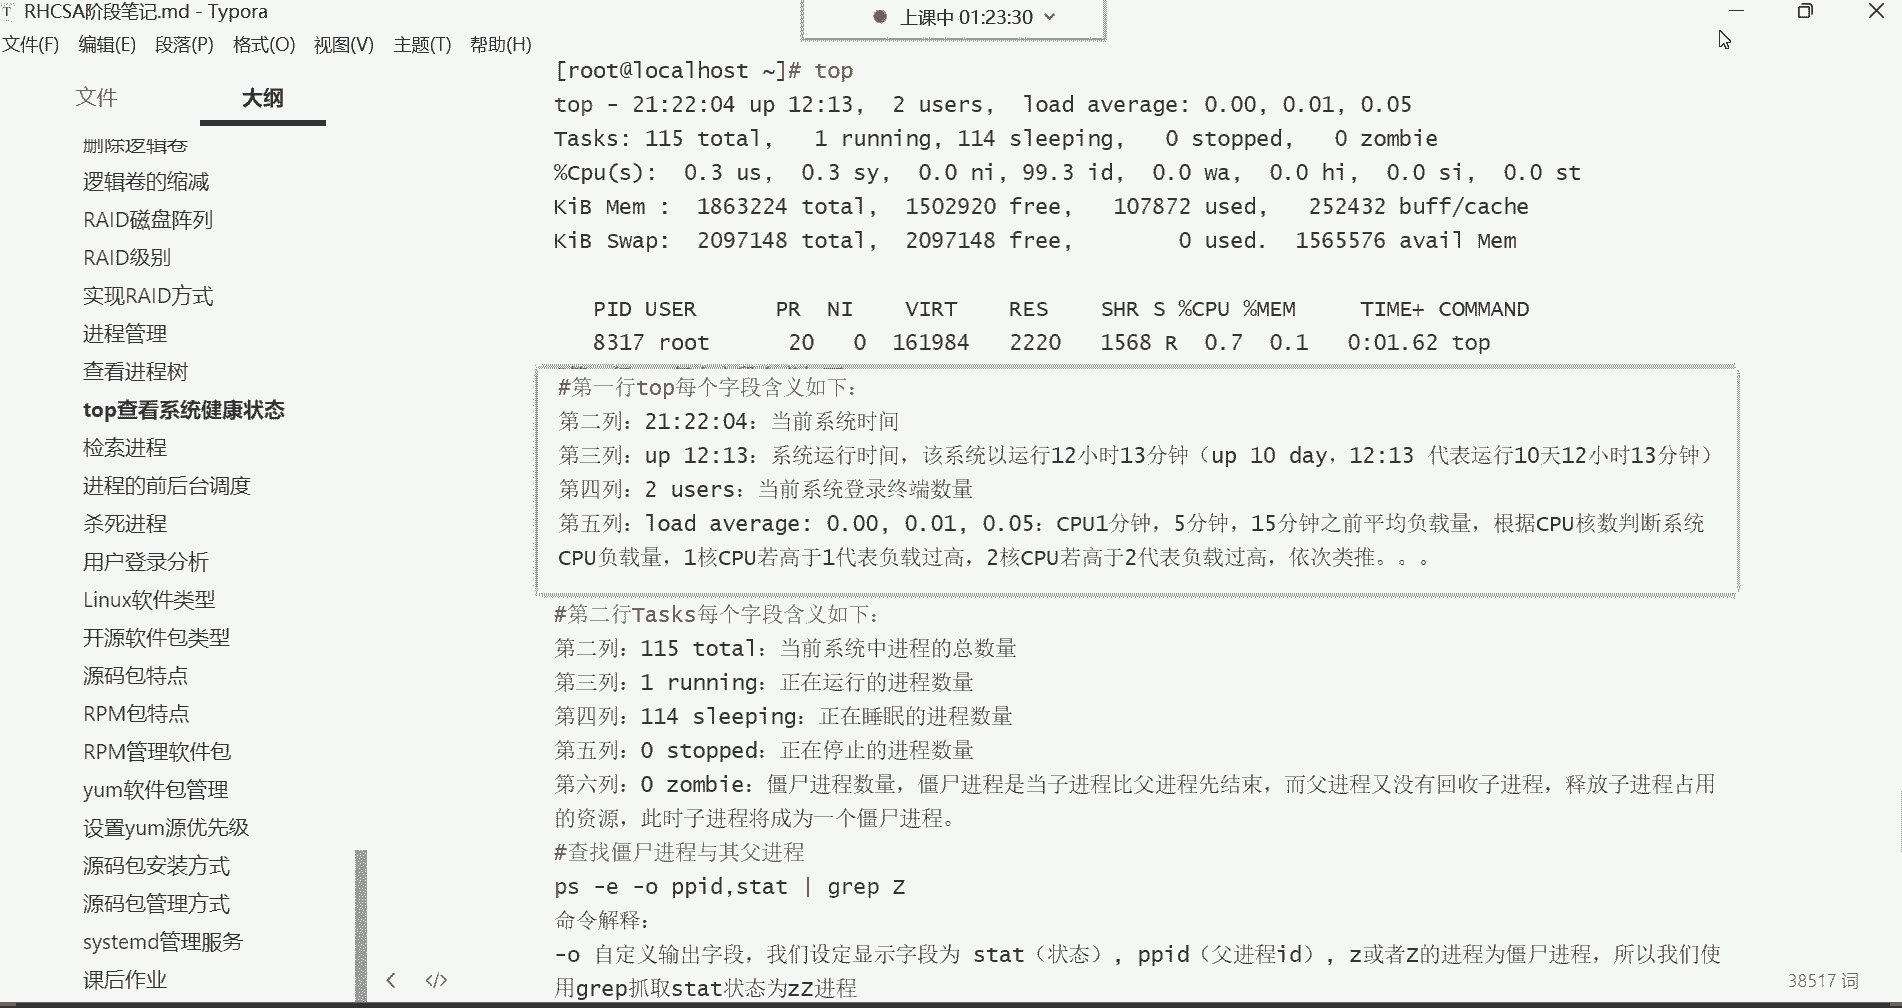 RHCSA阶段笔记.md - Typora
上课中 01:23:30
文件(F) 编辑(E) 段落(P) 格式(O) 视图(V) 主题(T) 帮助(H)
文件 大纲
删除逻辑卷
逻辑卷的缩减
RAID磁盘阵列
RAID级别
实现RAID方式
进程管理
查看进程树
top查看系统健康状态
检索进程
进程的前后台调度
杀死进程
用户登录分析
Linux软件类型
开源软件包类型
源码包特点
RPM包特点
RPM管理软件包
yum软件包管理
设置yum源优先级
源码包安装方式
源码包管理方式
systemd管理服务
课后作业
[root@localhost ~]# top
top - 21:22:04 up 12:13,  2 users,  load average: 0.00, 0.01, 0.05
Tasks: 115 total,   1 running, 114 sleeping,   0 stopped,   0 zombie
%Cpu(s):  0.3 us,  0.3 sy,  0.0 ni, 99.3 id,  0.0 wa,  0.0 hi,  0.0 si,  0.0 st
KiB Mem :  1863224 total,  1502920 free,   107872 used,   252432 buff/cache
KiB Swap:  2097148 total,  2097148 free,        0 used.  1565576 avail Mem
PID USER      PR  NI    VIRT    RES    SHR S %CPU %MEM     TIME+ COMMAND
8317 root      20   0  161984   2220   1568 R  0.7  0.1   0:01.62 top
#第一行top每个字段含义如下：
第二列：21:22:04：当前系统时间
第三列：up 12:13：系统运行时间，该系统以运行12小时13分钟（up 10 day，12:13 代表运行10天12小时13分钟）
第四列：2 users：当前系统登录终端数量
第五列：load average: 0.00, 0.01, 0.05：CPU1分钟，5分钟，15分钟之前平均负载量，根据CPU核数判断系统
CPU负载量，1核CPU若高于1代表负载过高，2核CPU若高于2代表负载过高，依次类推。。。
#第二行Tasks每个字段含义如下：
第二列：115 total：当前系统中进程的总数量
第三列：1 running：正在运行的进程数量
第四列：114 sleeping：正在睡眠的进程数量
第五列：0 stopped：正在停止的进程数量
第六列：0 zombie：僵尸进程数量，僵尸进程是当子进程比父进程先结束，而父进程又没有回收子进程，释放子进程占用
的资源，此时子进程将成为一个僵尸进程。
#查找僵尸进程与其父进程
ps -e -o ppid,stat | grep Z
命令解释：
-o 自定义输出字段，我们设定显示字段为 stat（状态）, ppid（父进程id）, z或者Z的进程为僵尸进程，所以我们使
用grep抓取stat状态为zZ进程
38517 词